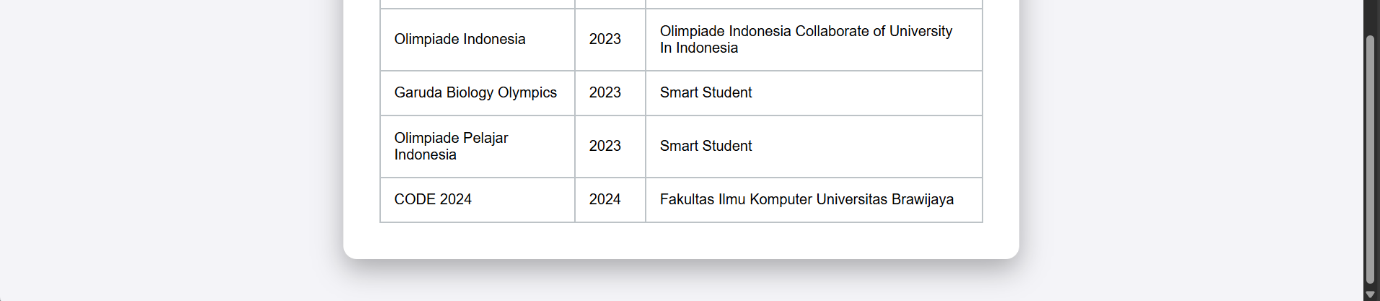 Olimpiade Indonesia 2023 Olimpiade Indonesia Collaborate of University
In Indonesia
Garuda Biology Olympics 2023 Smart Student
Olimpiade Pelajar
Indonesia 2023 Smart Student
CODE 2024 2024 Fakultas Ilmu Komputer Universitas Brawijaya